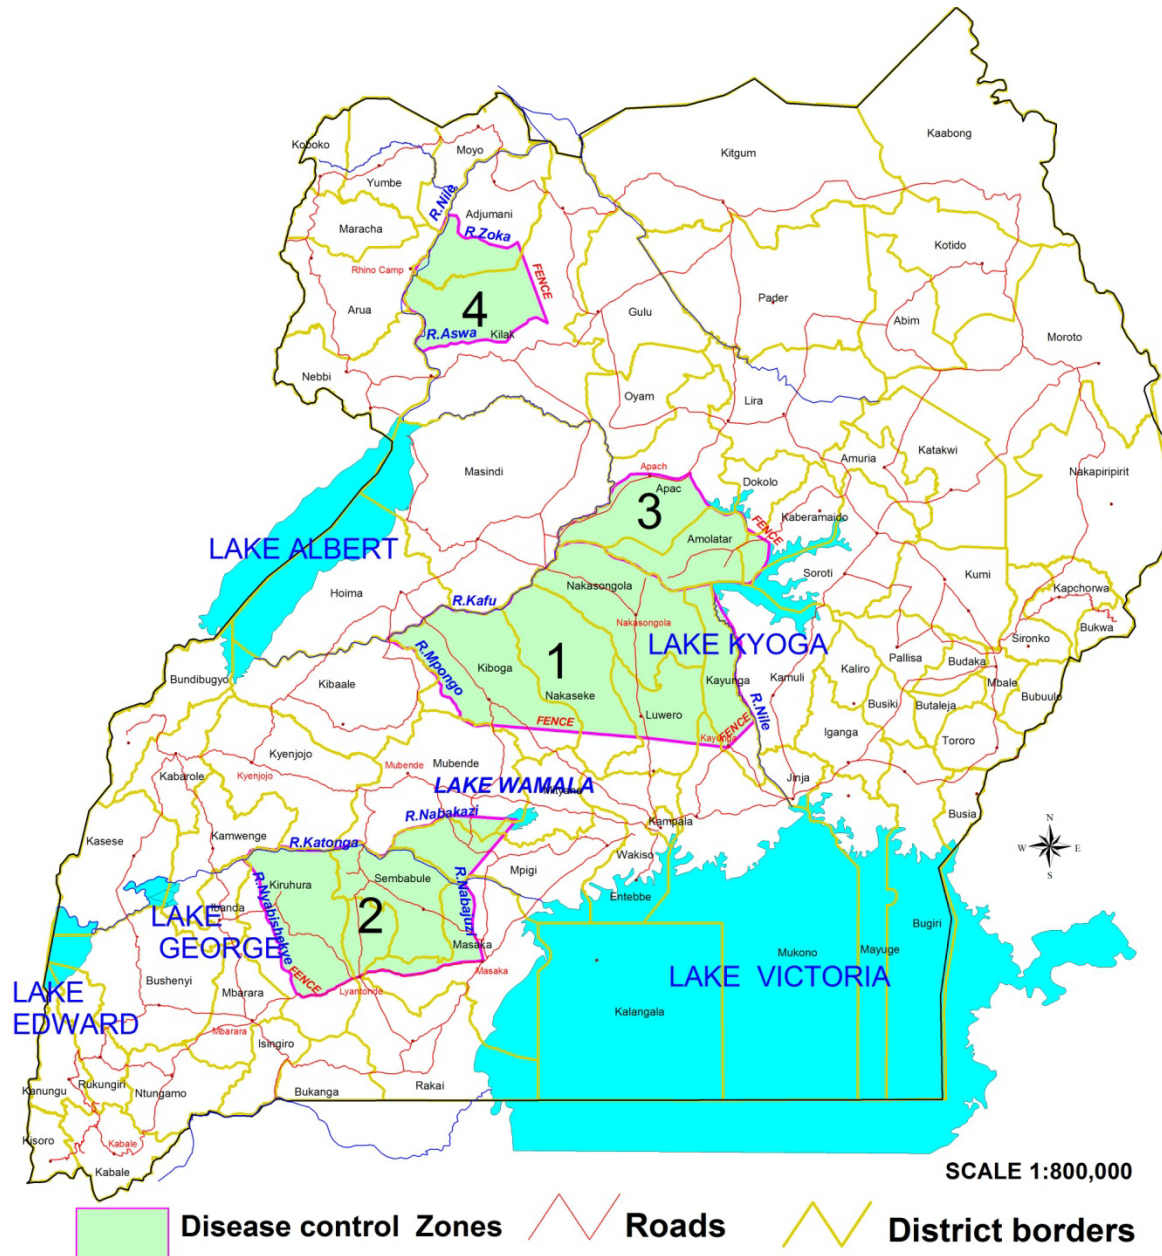 Kaabong
Koboko
Moyo
Kitgum
Yumbe
R.Nile
Adjumani
Maracha
R.Zoka
Kotido
Rhino Camp
FENCE
Pader
Arua
4
Gulu
Abim
R.Aswa
Kilak
Moroto
Nebbi
Oyam
Lira
Masindi
Amuria
Katakwi
Nakapiripirit
Apach
Apac
Dokolo
3
Kaberamaido
FENCE
Amolatar
LAKE ALBERT
Soroti
Kumi
Hoima
Nakasongola
Kapchorwa
R.Kafu
Nakasongola
Bukwa
Sironko
LAKE KYOGA
R.Mpongo
Kiboga
1
Pallisa
Budaka
Kaliro
Mbale
Bundibugyo
Kibaale
Nakaseke
Kayunga
Kamuli
Busiki
Butaleja
Bubuulo
Luwero
R.Nile
FENCE
FENCE
Kayunga
Iganga
Tororo
Kyenjojo
Mubende
Mubende
Kabarole
Kyenjojo
LAKE WAMALA
Mityana
Jinja
R.Nabakazi
Busia
Kampala
Kasese
Kamwenge
R.Katonga
Wakiso
N
W
E
S
Mpigi
Kiruhura
Sembabule
Entebbe
R.Nyabishekye
Ibanda
R.Nabajuzi
LAKE
GEORGE
2
Masaka
Mukono
Mayuge
Bugiri
Bushenyi
FENCE
Masaka
LAKE VICTORIA
Mbarara
Lyantonde
LAKE
EDWARD
Kalangala
Mbarara
Isingiro
Rukungiri
Kanungu
Ntungamo
Bukanga
Rakai
Kisoro
Kabale
Kabale
SCALE 1:800,000
Disease control Zones
Roads
District borders